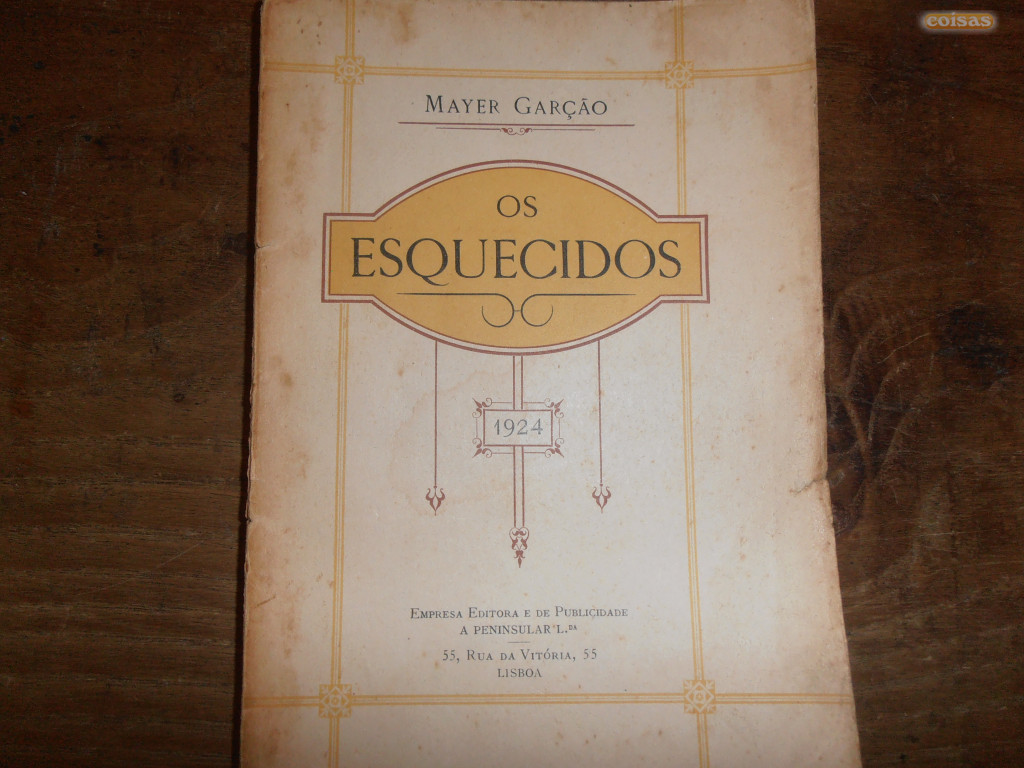 coisas
MAYER GARÇÃO
OS
ESQUECIDOS
1924
EMPRESA EDITORA E DE PUBLICIDADE
A PENINSULAR L.DA
55, RUA DA VITÓRIA, 55
LISBOA